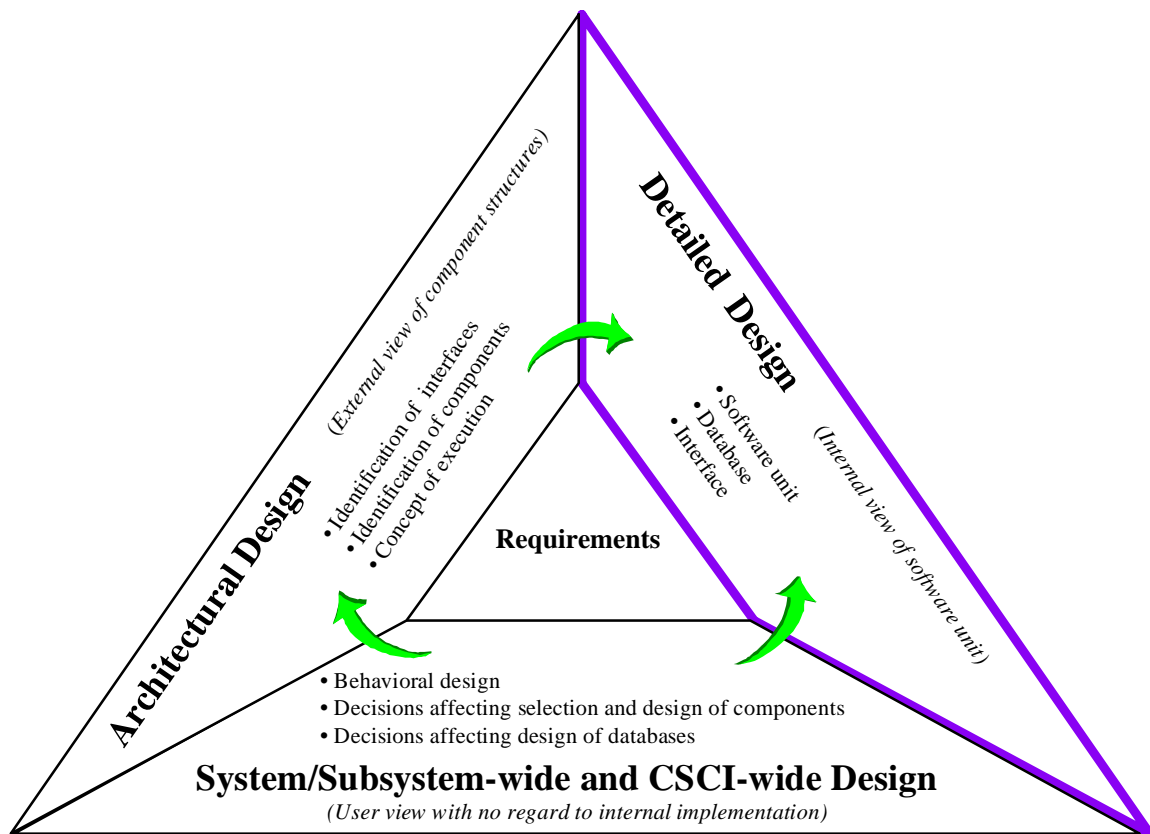 Architectural Design
(External view of component structures)
• Identification of interfaces
• Identification of components
• Concept of execution
Detailed Design
(Internal view of software unit)
• Software unit
• Database
• Interface
Requirements
• Behavioral design
• Decisions affecting selection and design of components
• Decisions affecting design of databases
System/Subsystem-wide and CSCI-wide Design
(User view with no regard to internal implementation)